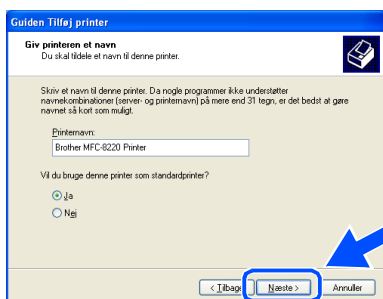 Guiden Tilføj printer
Giv printeren et navn
Du skal tildele et navn til denne printer.
Skriv et navn til denne printer. Da nogle programmer ikke understøtter
navnekombinationer (server- og printernavn) på mere end 31 tegn, er det bedst at gøre
navnet så kort som muligt.
Printernavn:
Brother MFC-8220 Printer
Vil du bruge denne printer som standardprinter?
Ja
Nej
< Tilbage
Næste >
Annuller